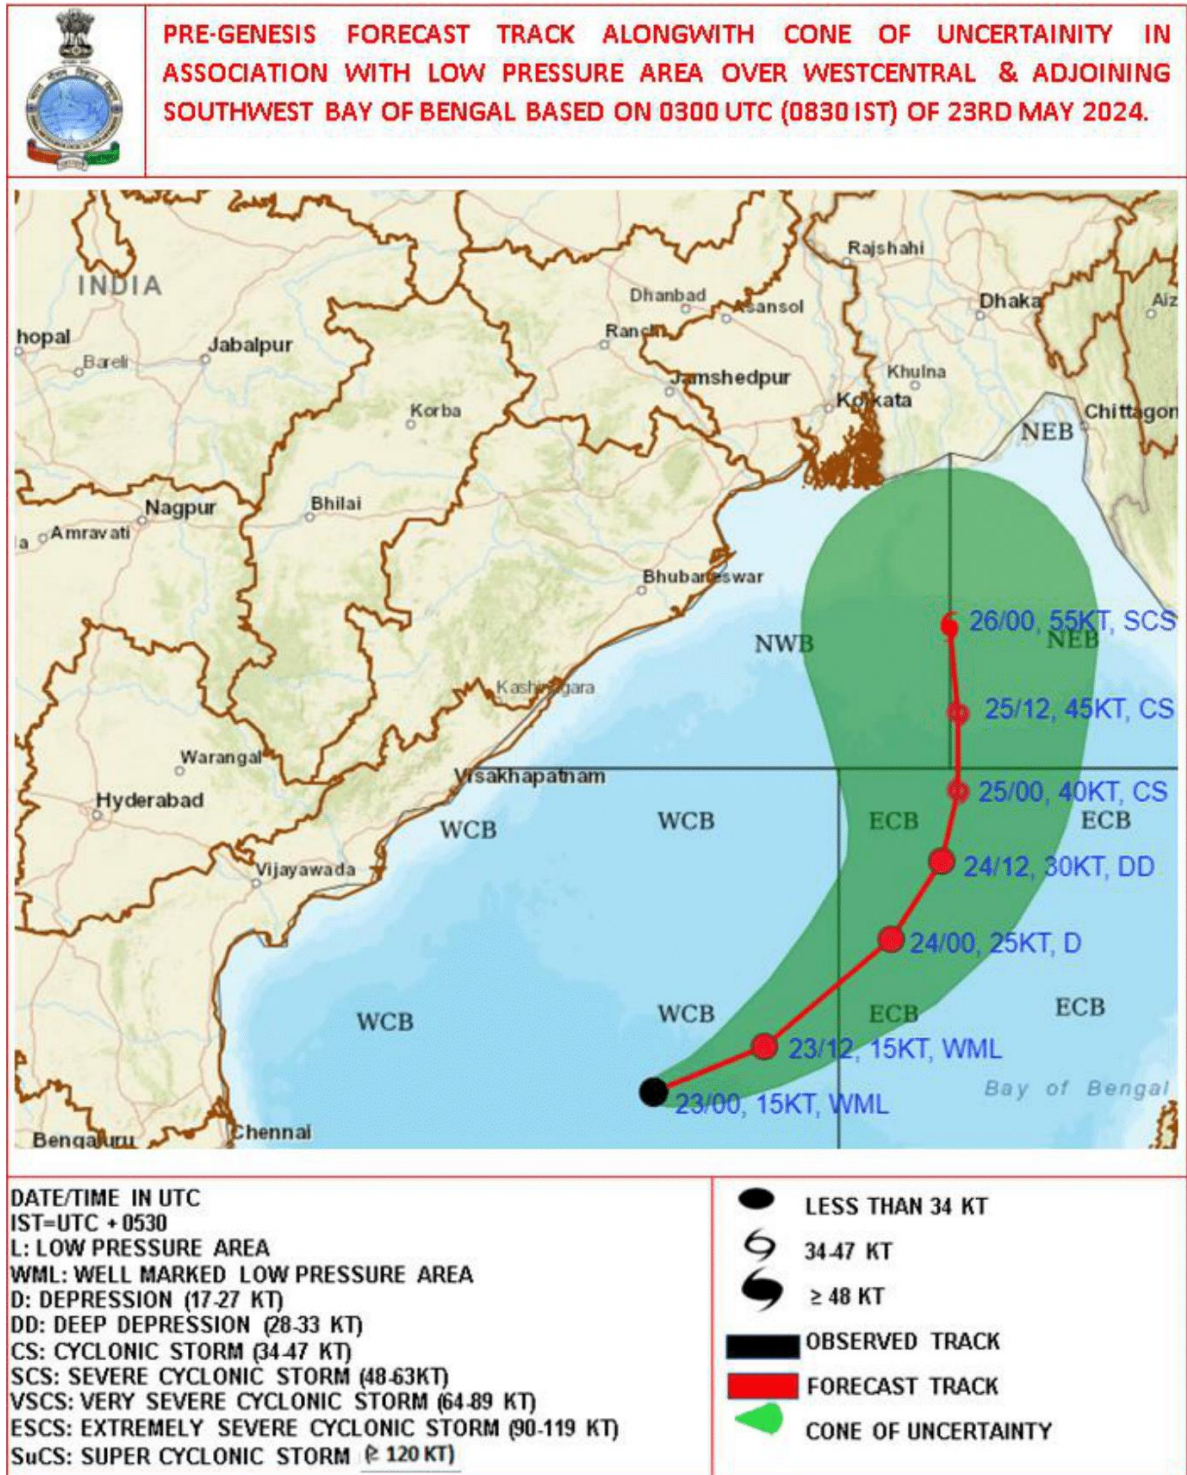 PRE-GENESIS FORECAST TRACK ALONGWITH CONE OF UNCERTAINITY IN
ASSOCIATION WITH LOW PRESSURE AREA OVER WESTCENTRAL & ADJOINING
SOUTHWEST BAY OF BENGAL BASED ON 0300 UTC (0830 IST) OF 23RD MAY 2024.
Rajshahi
INDIA
Dhanbad
Asansol
Dhaka
Aiz
Ranchi
hopal
Jabalpur
Bareli
Khulna
Jamshedpur
Kolkata
Korba
Chittagon
NEB
Nagpur
Bhilai
la
Amravati
Bhubaneswar
26/00, 55KT, SCS
NWB
NEB
Kashinagara
25/12, 45KT, CS
Warangal
Visakhapatnam
25/00, 40KT, CS
Hyderabad
WCB
WCB
ECB
ECB
Vijayawada
24/12, 30KT, DD
24/00, 25KT, D
WCB
WCB
ECB
ECB
23/12, 15KT, WML
Bay of Bengal
23/00, 15KT, WML
Bengaluru
Chennai
DATE/TIME IN UTC
IST=UTC + 0530
L: LOW PRESSURE AREA
WML: WELL MARKED LOW PRESSURE AREA
D: DEPRESSION (17-27 KT)
DD: DEEP DEPRESSION (28-33 KT)
CS: CYCLONIC STORM (34-47 KT)
SCS: SEVERE CYCLONIC STORM (48-63KT)
VSCS: VERY SEVERE CYCLONIC STORM (64-89 KT)
ESCS: EXTREMELY SEVERE CYCLONIC STORM (90-119 KT)
SuCS: SUPER CYCLONIC STORM (≥ 120 KT)
LESS THAN 34 KT
34-47 KT
≥ 48 KT
OBSERVED TRACK
FORECAST TRACK
CONE OF UNCERTAINTY